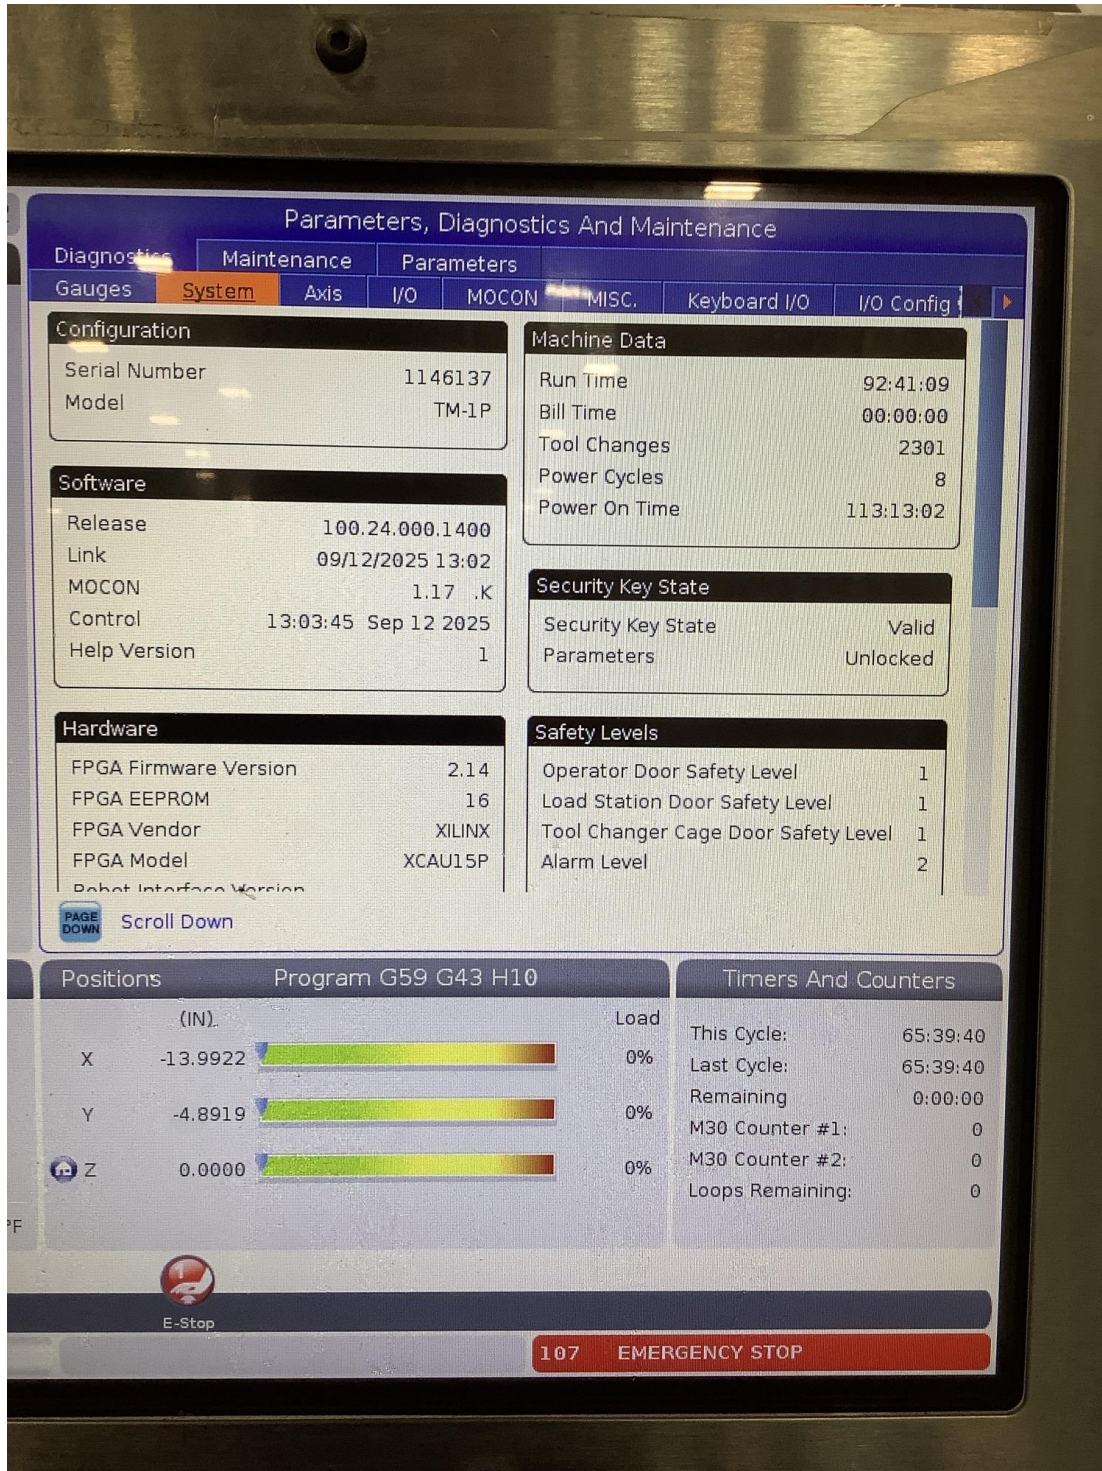 Parameters, Diagnostics And Maintenance
Diagnostics Maintenance Parameters
Gauges System Axis I/O MOCON MISC. Keyboard I/O I/O Config
Configuration
Serial Number 1146137
Model TM-1P
Software
Release 100.24.000.1400
Link 09/12/2025 13:02
MOCON 1.17 .K
Control 13:03:45 Sep 12 2025
Help Version 1
Hardware
FPGA Firmware Version 2.14
FPGA EEPROM 16
FPGA Vendor XILINX
FPGA Model XCAU15P
Robot Interface Version
Machine Data
Run Time 92:41:09
Bill Time 00:00:00
Tool Changes 2301
Power Cycles 8
Power On Time 113:13:02
Security Key State
Security Key State Valid
Parameters Unlocked
Safety Levels
Operator Door Safety Level 1
Load Station Door Safety Level 1
Tool Changer Cage Door Safety Level 1
Alarm Level 2
PAGE DOWN Scroll Down
Positions Program G59 G43 H10
(IN) Load
X -13.9922 0%
Y -4.8919 0%
Z 0.0000 0%
Timers And Counters
This Cycle: 65:39:40
Last Cycle: 65:39:40
Remaining 0:00:00
M30 Counter #1: 0
M30 Counter #2: 0
Loops Remaining: 0
1
E-Stop
107 EMERGENCY STOP